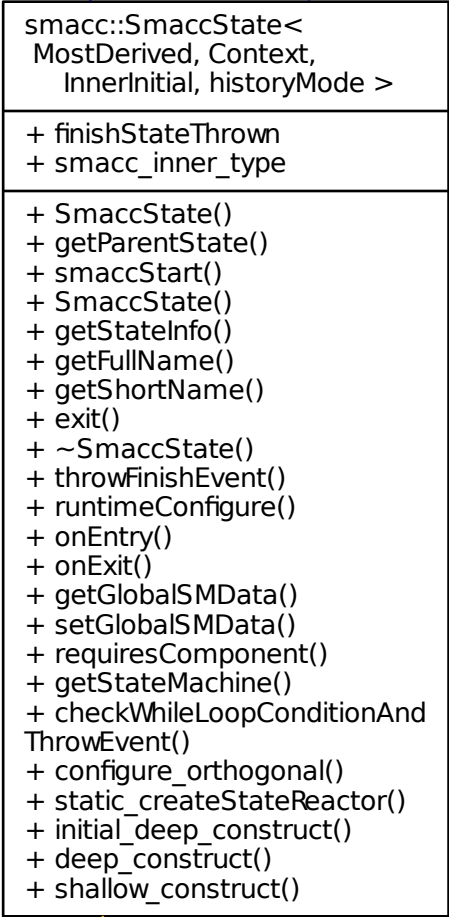 smacc::SmaccState<
MostDerived, Context,
InnerInitial, historyMode >
+ finishStateThrown
+ smacc_inner_type
+ SmaccState()
+ getParentState()
+ smaccStart()
+ SmaccState()
+ getStateInfo()
+ getFullName()
+ getShortName()
+ exit()
+ ~SmaccState()
+ throwFinishEvent()
+ runtimeConfigure()
+ onEntry()
+ onExit()
+ getGlobalSMData()
+ setGlobalSMData()
+ requiresComponent()
+ getStateMachine()
+ checkWhileLoopConditionAnd
ThrowEvent()
+ configure_orthogonal()
+ static_createStateReactor()
+ initial_deep_construct()
+ deep_construct()
+ shallow_construct()